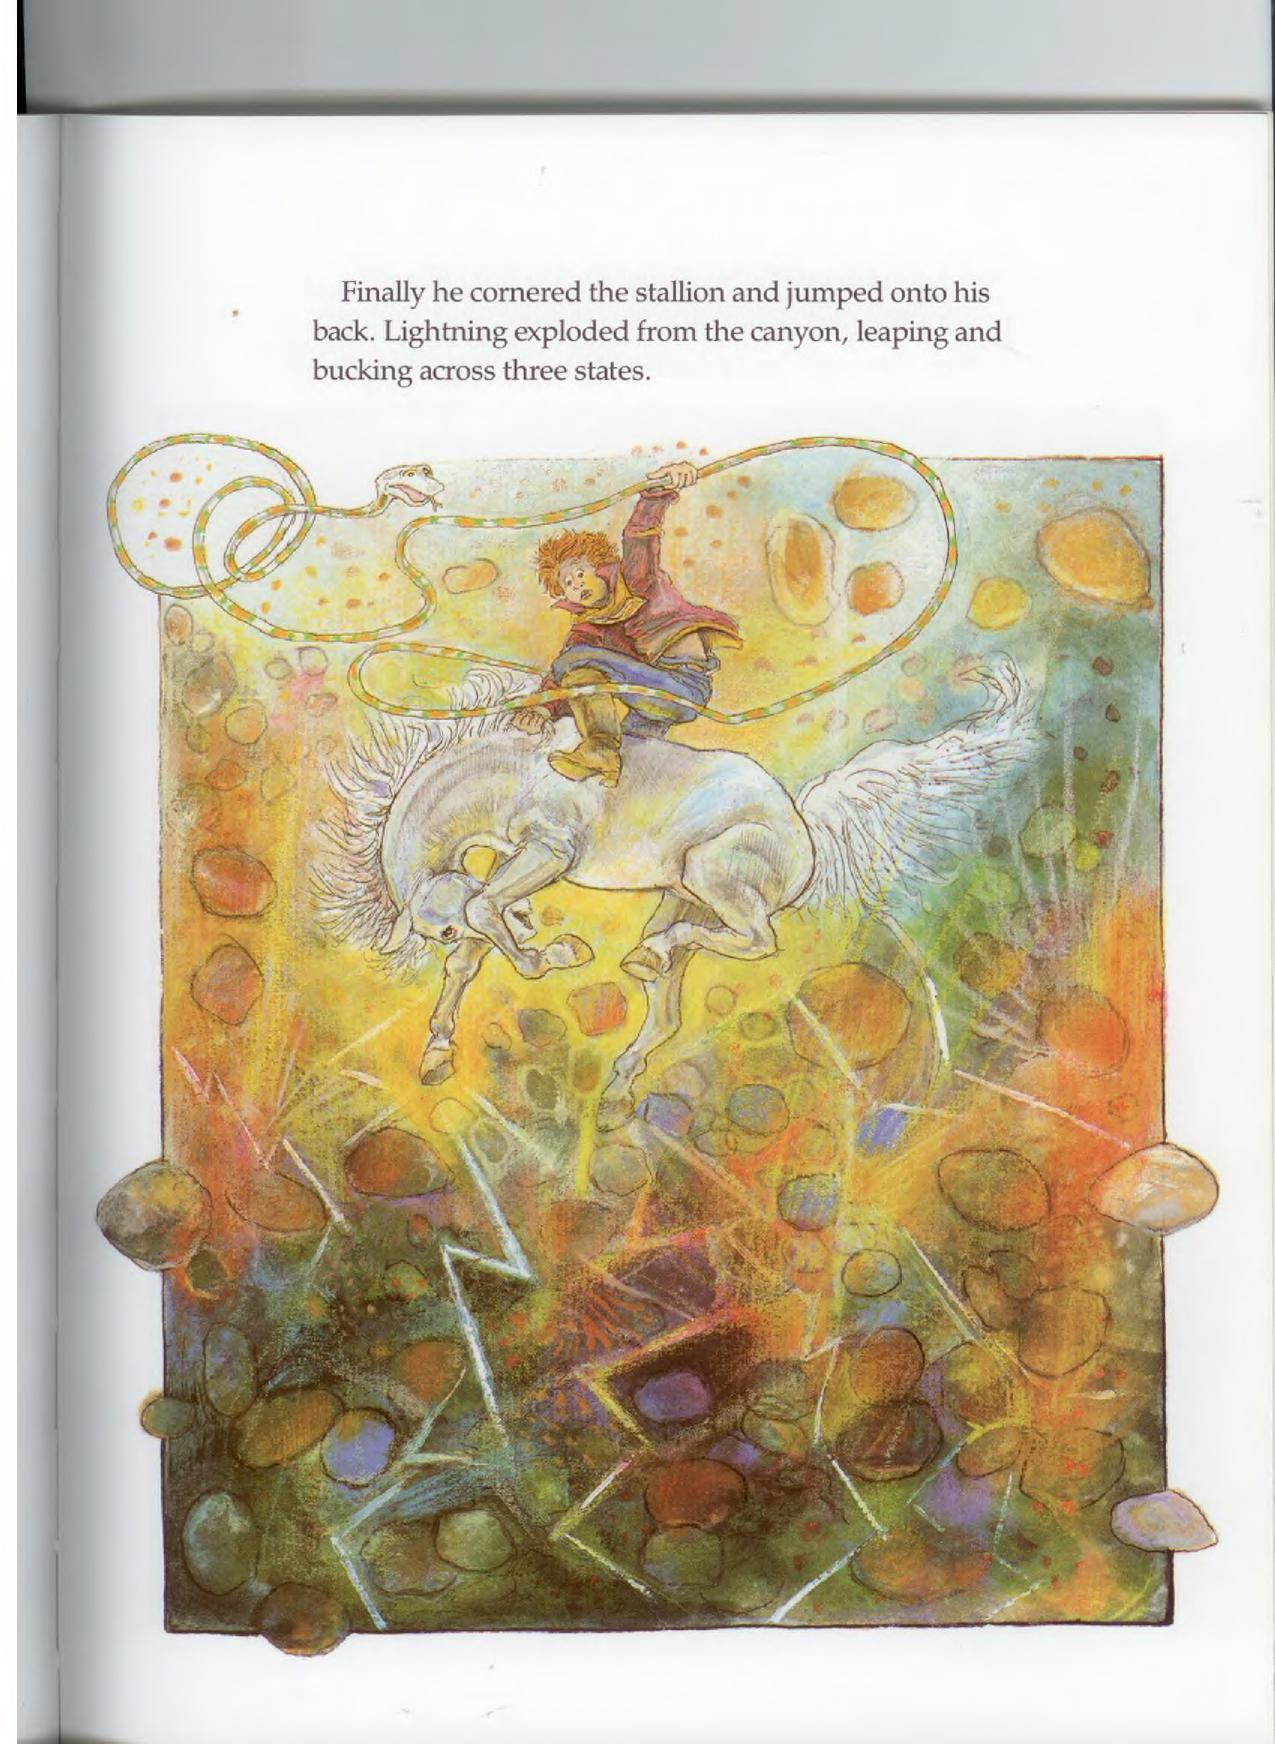 Finally he cornered the stallion and jumped onto his
back. Lightning exploded from the canyon, leaping and
bucking across three states.